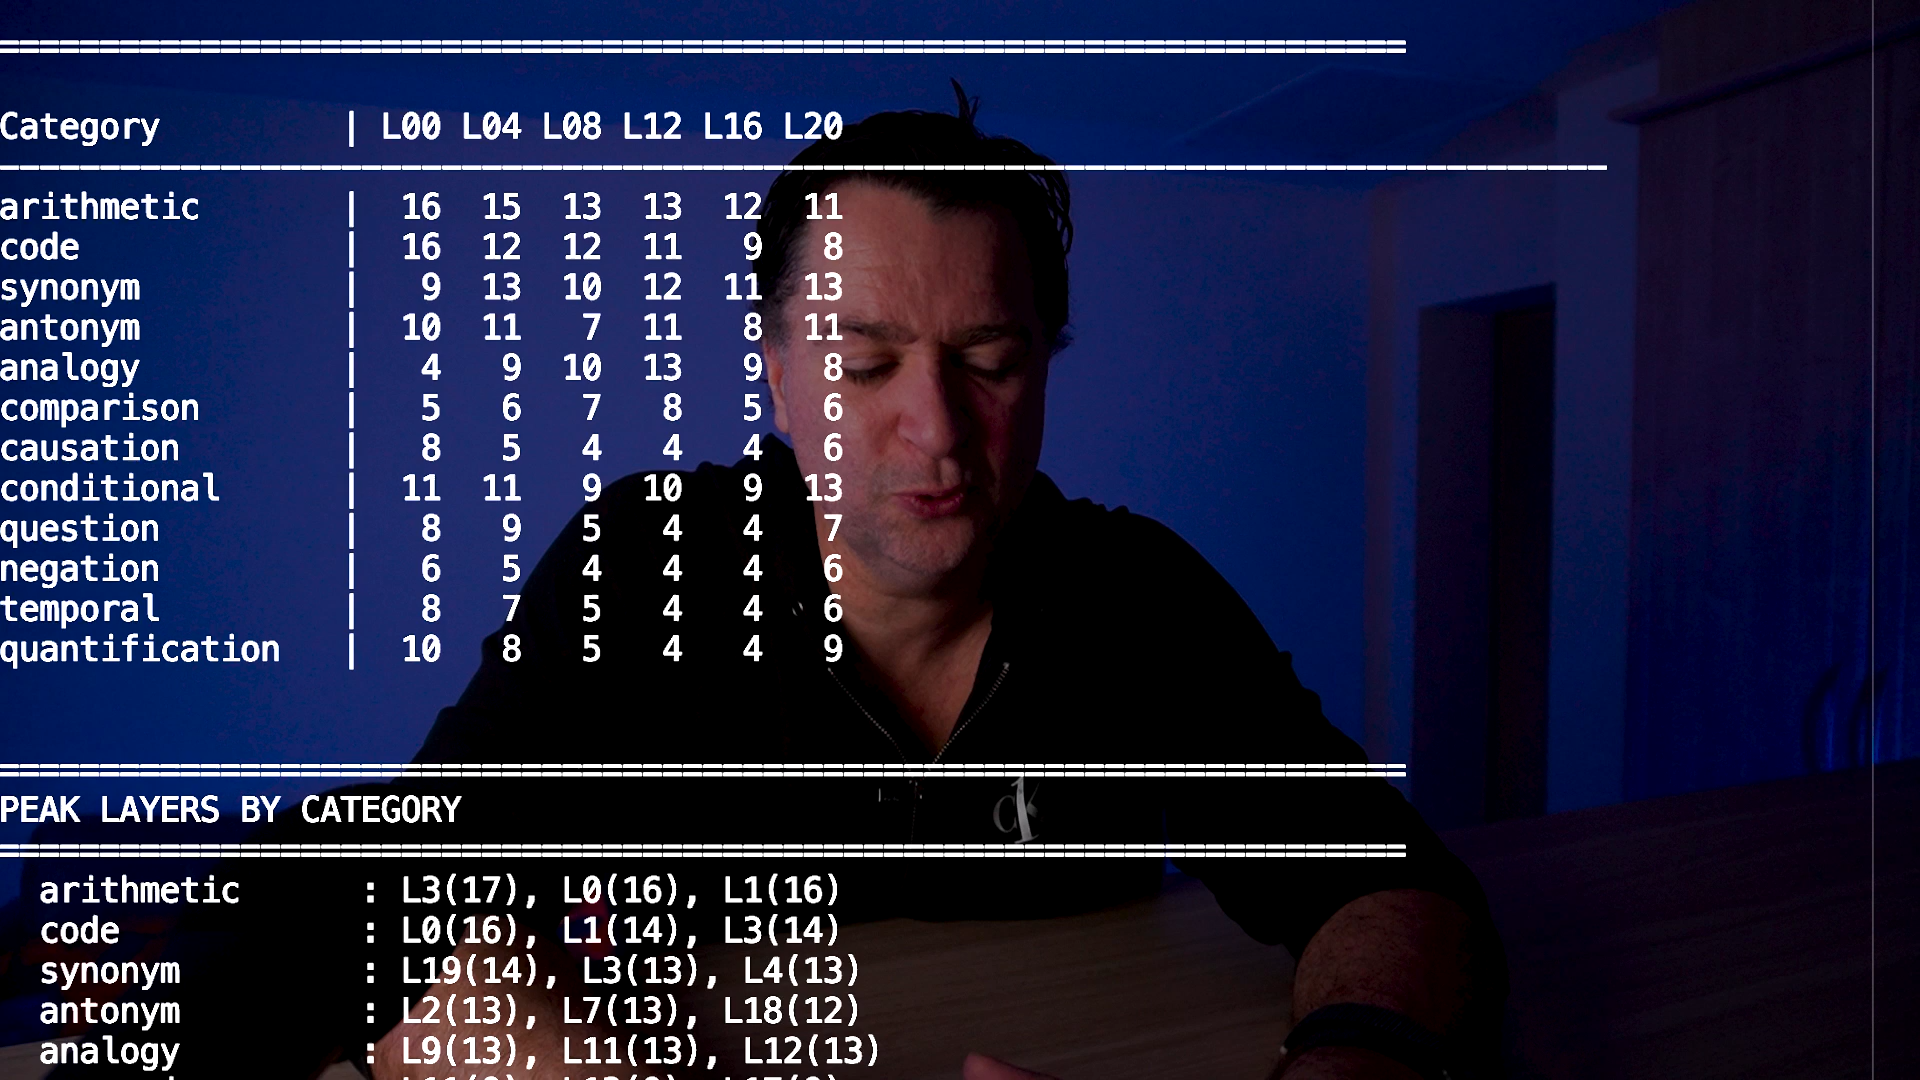 Category | L00 L04 L08 L12 L16 L20
arithmetic | 16 15 13 13 12 11
code | 16 12 12 11 9 8
synonym | 9 13 10 12 11 13
antonym | 10 11 7 11 8 11
analogy | 4 9 10 13 9 8
comparison | 5 6 7 8 5 6
causation | 8 5 4 4 4 6
conditional | 11 11 9 10 9 13
question | 8 9 5 4 4 7
negation | 6 5 4 4 4 6
temporal | 8 7 5 4 4 6
quantification | 10 8 5 4 4 9
PEAK LAYERS BY CATEGORY
arithmetic : L3(17), L0(16), L1(16)
code : L0(16), L1(14), L3(14)
synonym : L19(14), L3(13), L4(13)
antonym : L2(13), L7(13), L18(12)
analogy : L9(13), L11(13), L12(13)
ck